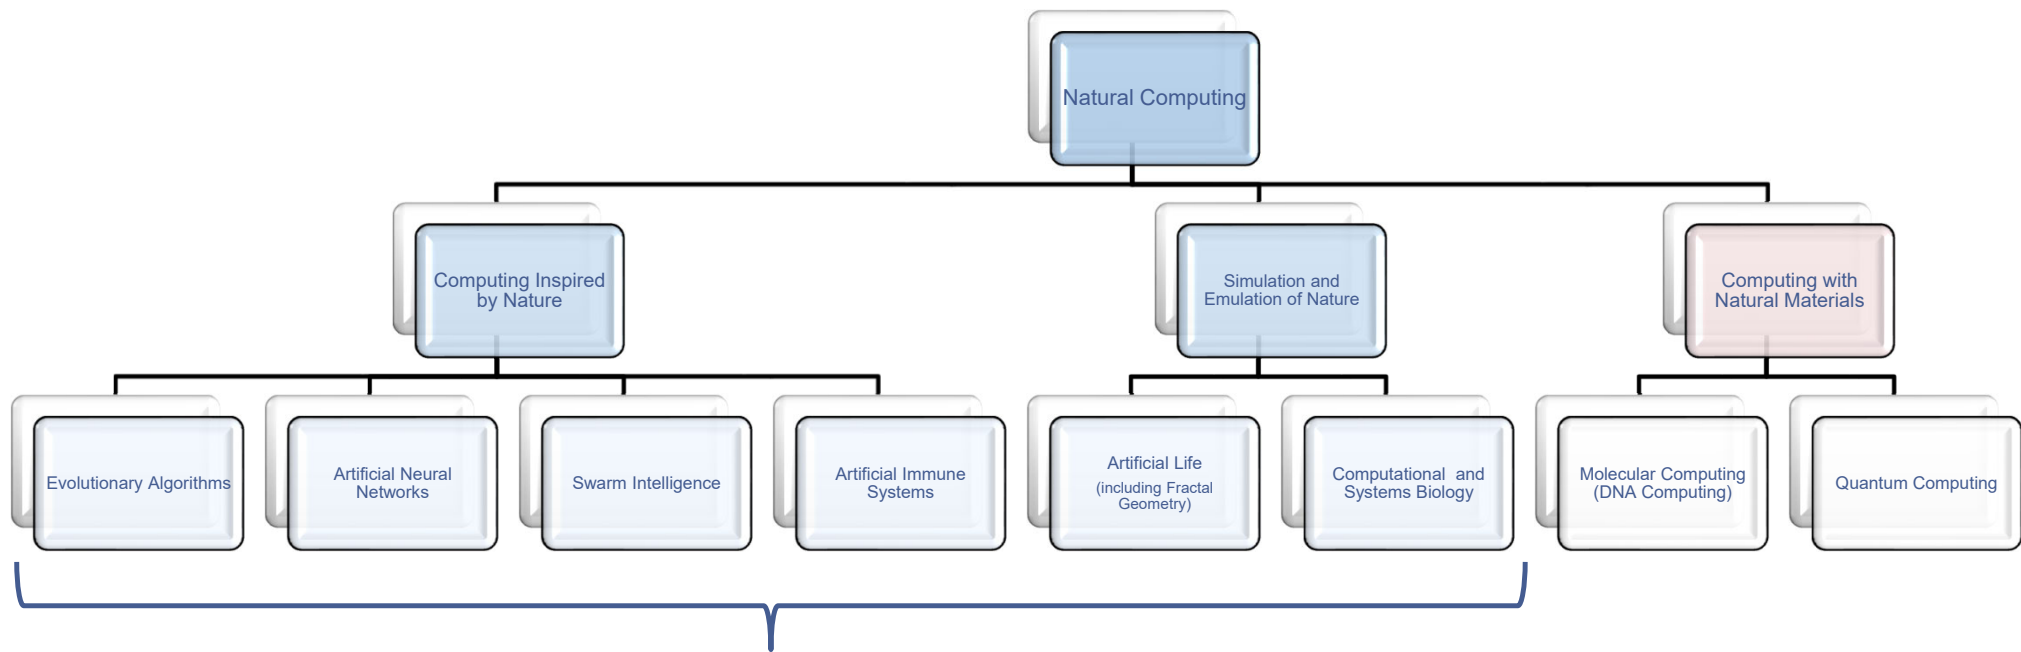 Natural Computing
Computing Inspired
by Nature
Simulation and
Emulation of Nature
Computing with
Natural Materials
Evolutionary Algorithms
Artificial Neural
Networks
Swarm Intelligence
Artificial Immune
Systems
Artificial Life
(including Fractal
Geometry)
Computational and
Systems Biology
Molecular Computing
(DNA Computing)
Quantum Computing